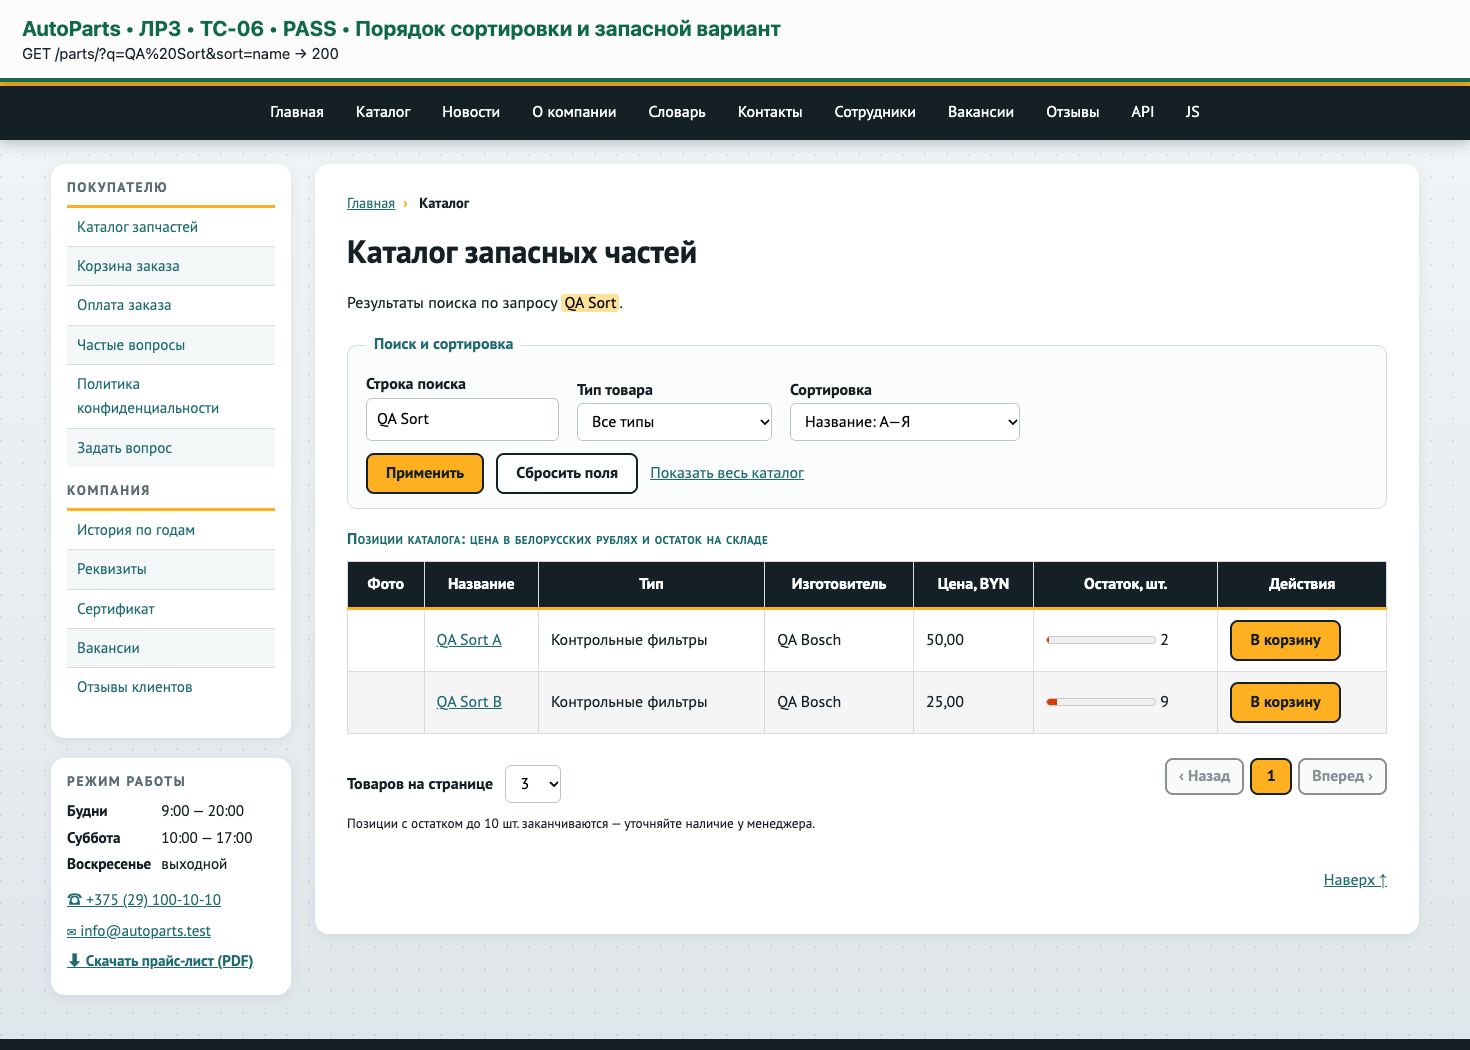 AutoParts • ЛР3 • TC-06 • PASS • Порядок сортировки и запасной вариант
GET /parts/?q=QA%20Sort&sort=name → 200
Главная Каталог Новости О компании Словарь Контакты Сотрудники Вакансии Отзывы API JS
ПОКУПАТЕЛЮ
Каталог запчастей
Корзина заказа
Оплата заказа
Частые вопросы
Политика
конфиденциальности
Задать вопрос
КОМПАНИЯ
История по годам
Реквизиты
Сертификат
Вакансии
Отзывы клиентов
РЕЖИМ РАБОТЫ
Будни 9:00 — 20:00
Суббота 10:00 — 17:00
Воскресенье выходной
☎ +375 (29) 100-10-10
✉ info@autoparts.test
⬇ Скачать прайс-лист (PDF)
Главная › Каталог
Каталог запасных частей
Результаты поиска по запросу QA Sort.
Поиск и сортировка
Строка поиска Тип товара Сортировка
QA Sort Все типы Название: А—Я
Применить Сбросить поля Показать весь каталог
Позиции каталога: цена в белорусских рублях и остаток на складе
Фото Название Тип Изготовитель Цена, BYN Остаток, шт. Действия
QA Sort A Контрольные фильтры QA Bosch 50,00 2 В корзину
QA Sort B Контрольные фильтры QA Bosch 25,00 9 В корзину
Товаров на странице 3 ‹ Назад 1 Вперед ›
Позиции с остатком до 10 шт. заканчиваются — уточняйте наличие у менеджера.
Наверх ↑